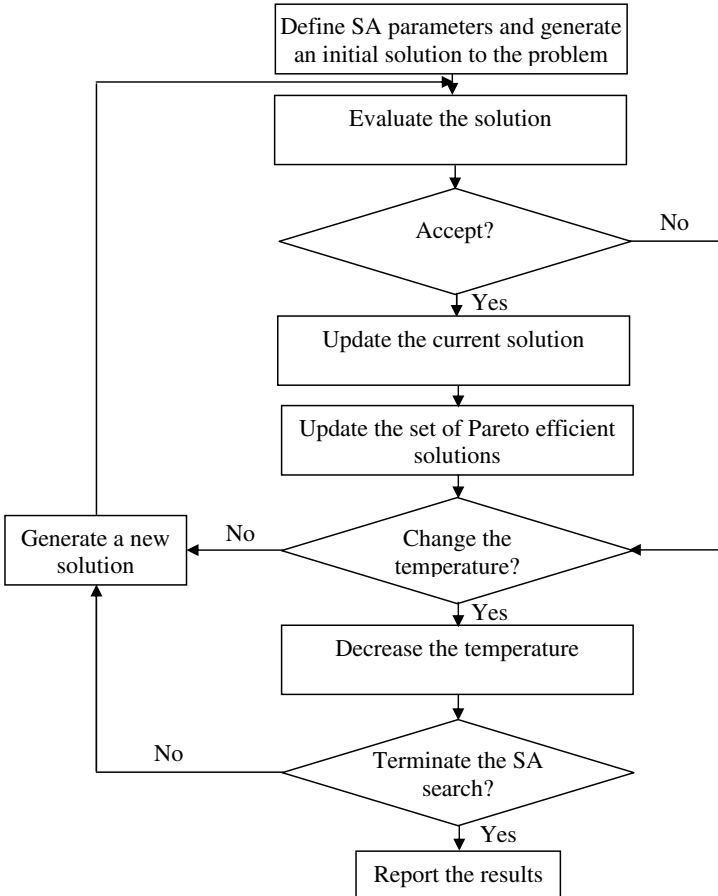 Define SA parameters and generate
an initial solution to the problem
Evaluate the solution
Accept?
No
Yes
Update the current solution
Update the set of Pareto efficient
solutions
Generate a new
solution
No
Change the
temperature?
Yes
Decrease the temperature
No
Terminate the SA
search?
Yes
Report the results